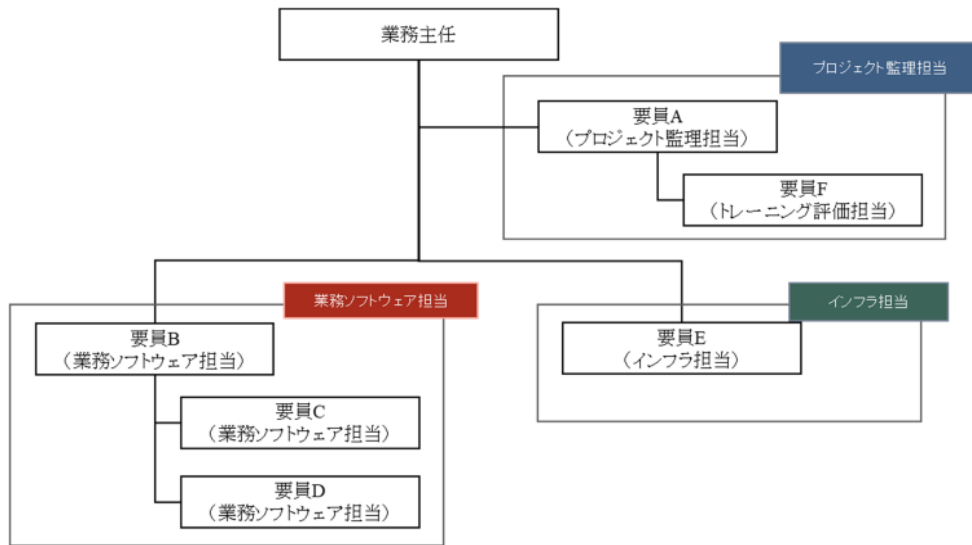 業務主任
プロジェクト監理担当
要員A
（プロジェクト監理担当）
要員F
（トレーニング評価担当）
業務ソフトウェア担当
インフラ担当
要員B
（業務ソフトウェア担当）
要員E
（インフラ担当）
要員C
（業務ソフトウェア担当）
要員D
（業務ソフトウェア担当）